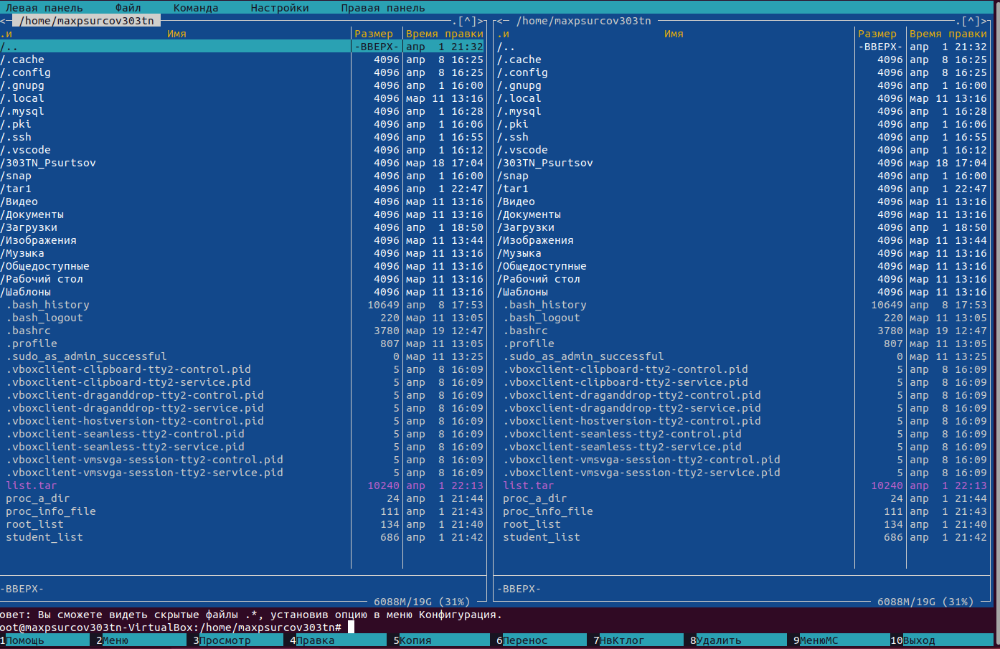 Левая панель Файл Команда Настройки Правая панель
<─ /home/maxpsurcov303tn .[^]> <─ /home/maxpsurcov303tn .[^]>
.и Имя Размер Время правки .и Имя Размер Время правки
/.. -ВВЕРХ- апр 1 21:32 /.. -ВВЕРХ- апр 1 21:32
/.cache 4096 апр 8 16:25 /.cache 4096 апр 8 16:25
/.config 4096 апр 8 16:25 /.config 4096 апр 8 16:25
/.gnupg 4096 апр 1 16:00 /.gnupg 4096 апр 1 16:00
/.local 4096 мар 11 13:16 /.local 4096 мар 11 13:16
/.mysql 4096 апр 1 16:28 /.mysql 4096 апр 1 16:28
/.pki 4096 апр 1 16:06 /.pki 4096 апр 1 16:06
/.ssh 4096 апр 1 16:55 /.ssh 4096 апр 1 16:55
/.vscode 4096 апр 1 16:12 /.vscode 4096 апр 1 16:12
/303TN_Psurtsov 4096 мар 18 17:04 /303TN_Psurtsov 4096 мар 18 17:04
/snap 4096 апр 1 16:00 /snap 4096 апр 1 16:00
/tar1 4096 апр 1 22:47 /tar1 4096 апр 1 22:47
/Видео 4096 мар 11 13:16 /Видео 4096 мар 11 13:16
/Документы 4096 мар 11 13:16 /Документы 4096 мар 11 13:16
/Загрузки 4096 апр 1 18:50 /Загрузки 4096 апр 1 18:50
/Изображения 4096 мар 11 13:44 /Изображения 4096 мар 11 13:44
/Музыка 4096 мар 11 13:16 /Музыка 4096 мар 11 13:16
/Общедоступные 4096 мар 11 13:16 /Общедоступные 4096 мар 11 13:16
/Рабочий стол 4096 мар 11 13:16 /Рабочий стол 4096 мар 11 13:16
/Шаблоны 4096 мар 11 13:16 /Шаблоны 4096 мар 11 13:16
.bash_history 10649 апр 8 17:53 .bash_history 10649 апр 8 17:53
.bash_logout 220 мар 11 13:05 .bash_logout 220 мар 11 13:05
.bashrc 3780 мар 19 12:47 .bashrc 3780 мар 19 12:47
.profile 807 мар 11 13:05 .profile 807 мар 11 13:05
.sudo_as_admin_successful 0 мар 11 13:25 .sudo_as_admin_successful 0 мар 11 13:25
.vboxclient-clipboard-tty2-control.pid 5 апр 8 16:09 .vboxclient-clipboard-tty2-control.pid 5 апр 8 16:09
.vboxclient-clipboard-tty2-service.pid 5 апр 8 16:09 .vboxclient-clipboard-tty2-service.pid 5 апр 8 16:09
.vboxclient-draganddrop-tty2-control.pid 5 апр 8 16:09 .vboxclient-draganddrop-tty2-control.pid 5 апр 8 16:09
.vboxclient-draganddrop-tty2-service.pid 5 апр 8 16:09 .vboxclient-draganddrop-tty2-service.pid 5 апр 8 16:09
.vboxclient-hostversion-tty2-control.pid 5 апр 8 16:09 .vboxclient-hostversion-tty2-control.pid 5 апр 8 16:09
.vboxclient-seamless-tty2-control.pid 5 апр 8 16:09 .vboxclient-seamless-tty2-control.pid 5 апр 8 16:09
.vboxclient-seamless-tty2-service.pid 5 апр 8 16:09 .vboxclient-seamless-tty2-service.pid 5 апр 8 16:09
.vboxclient-vmsvga-session-tty2-control.pid 5 апр 8 16:09 .vboxclient-vmsvga-session-tty2-control.pid 5 апр 8 16:09
.vboxclient-vmsvga-session-tty2-service.pid 5 апр 8 16:09 .vboxclient-vmsvga-session-tty2-service.pid 5 апр 8 16:09
list.tar 10240 апр 1 22:13 list.tar 10240 апр 1 22:13
proc_a_dir 24 апр 1 21:44 proc_a_dir 24 апр 1 21:44
proc_info_file 111 апр 1 21:43 proc_info_file 111 апр 1 21:43
root_list 134 апр 1 21:40 root_list 134 апр 1 21:40
student_list 686 апр 1 21:42 student_list 686 апр 1 21:42
-ВВЕРХ- -ВВЕРХ-
6088M/19G (31%) 6088M/19G (31%)
овет: Вы сможете видеть скрытые файлы .*, установив опцию в меню Конфигурация.
oot@maxpsurcov303tn-VirtualBox:/home/maxpsurcov303tn#
1Помощь 2Меню 3Просмотр 4Правка 5Копия 6Перенос 7НвКтлог 8Удалить 9МенюМС 10Выход